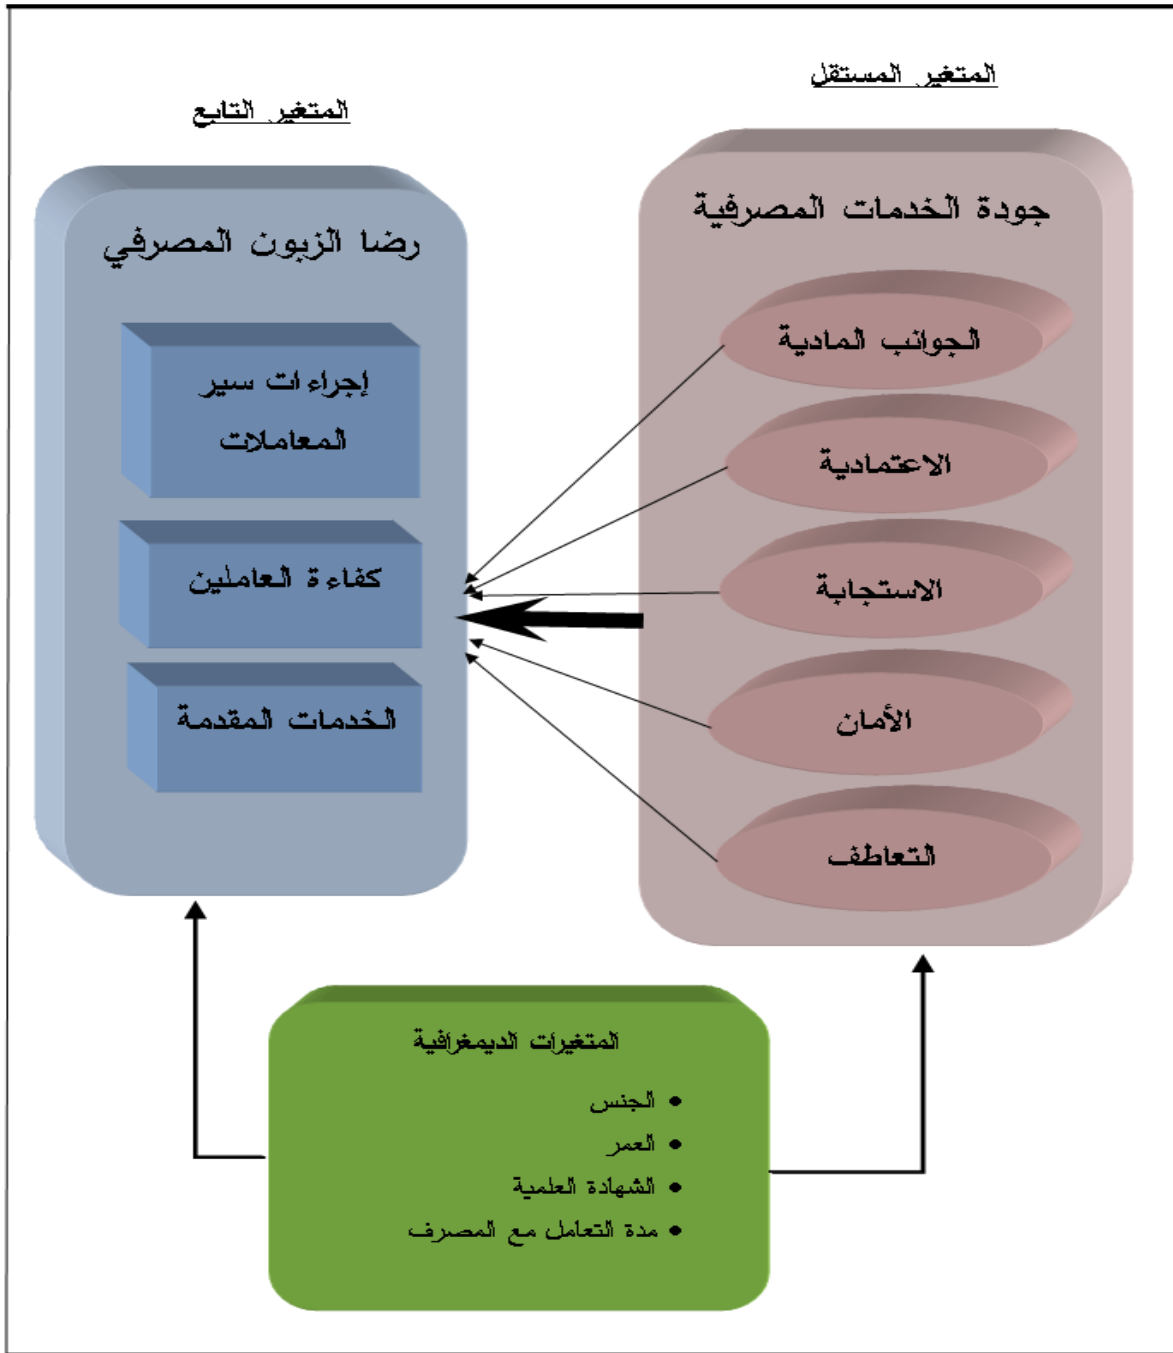 المتغير المستقل
جودة الخدمات المصرفية
الجوانب المادية
الاعتمادية
الاستجابة
الأمان
التعاطف
المتغير التابع
رضا الزبون المصرفي
إجراءات سير
المعاملات
كفاءة العاملين
الخدمات المقدمة
المتغيرات الديمغرافية
• الجنس
• العمر
• الشهادة العلمية
• مدة التعامل مع المصرف